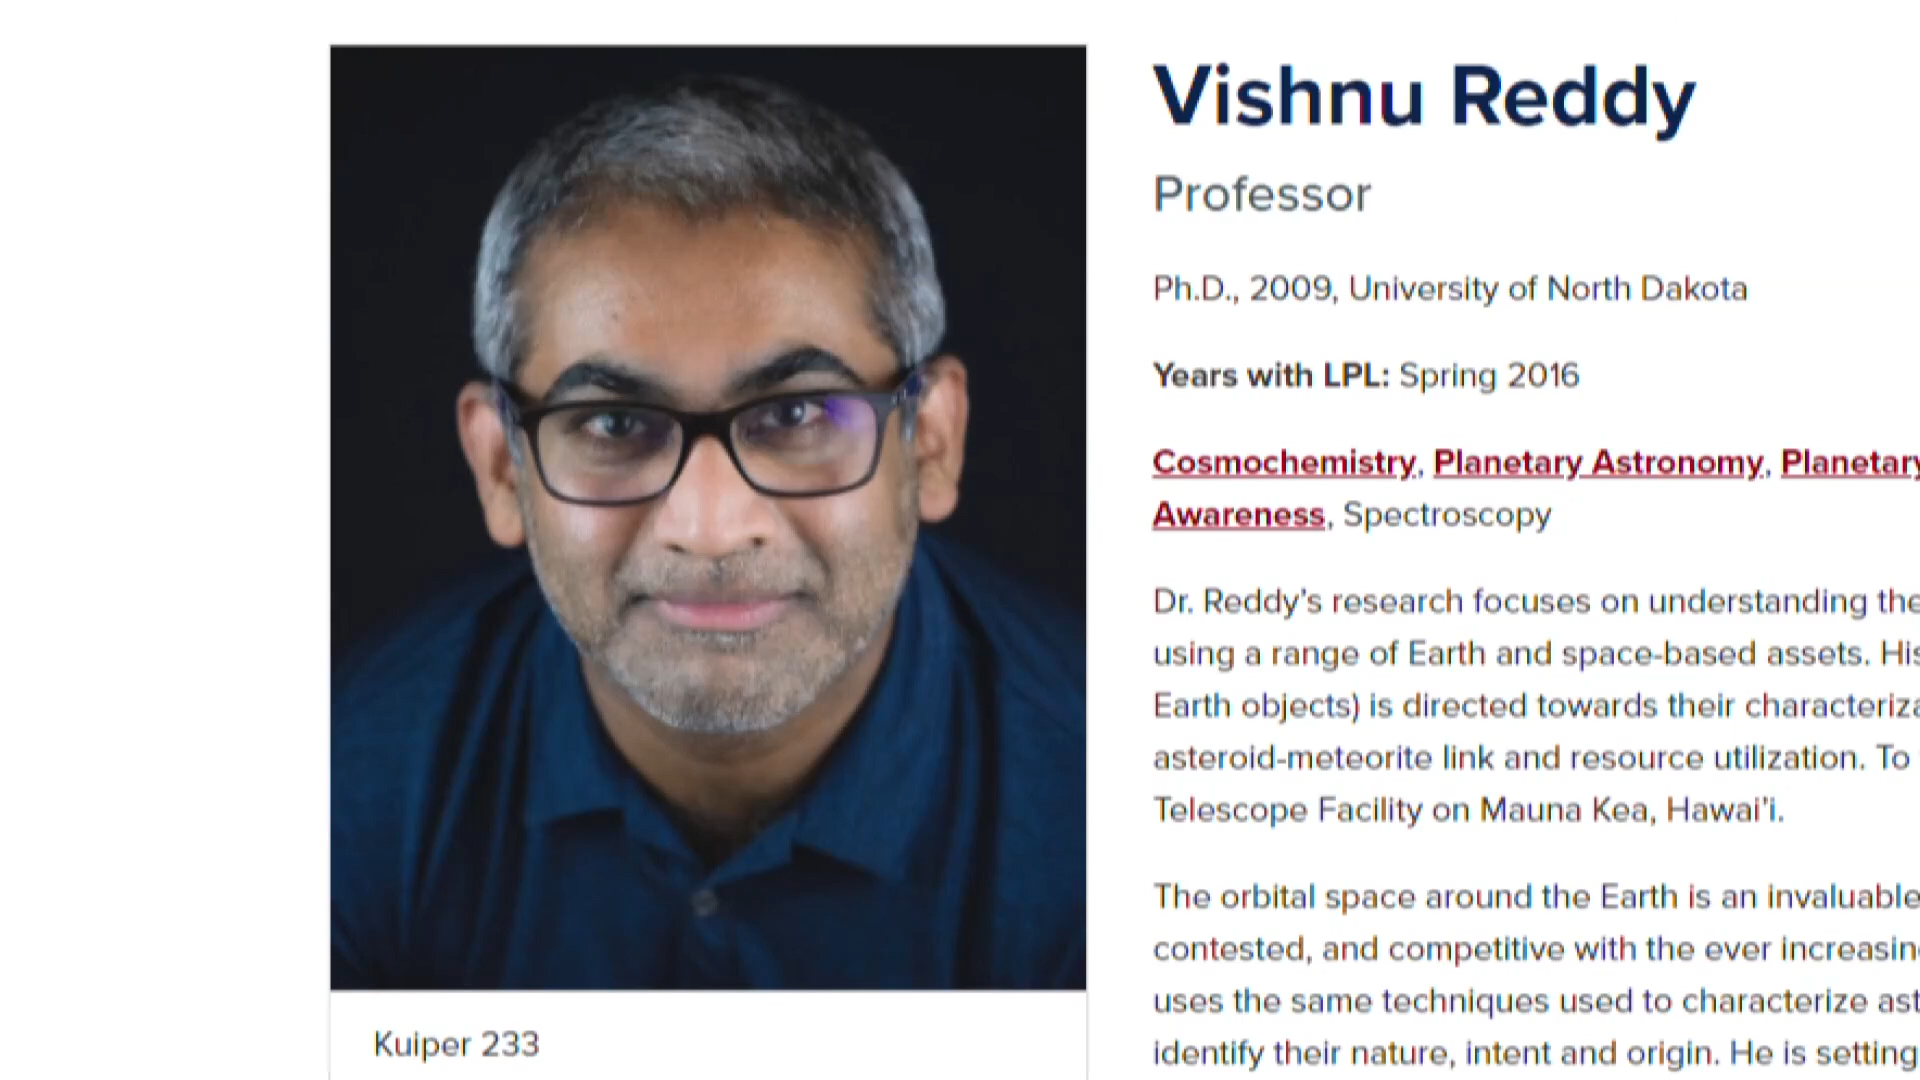 Vishnu Reddy
Professor
Ph.D., 2009, University of North Dakota
Years with LPL: Spring 2016
Cosmochemistry, Planetary Astronomy, Planetary
Awareness, Spectroscopy
Dr. Reddy's research focuses on understanding the
using a range of Earth and space-based assets. His
Earth objects) is directed towards their
asteroid-meteorite link and resource utilization. To
Telescope Facility on Mauna Kea, Hawai'i.
The orbital space around the Earth is an invaluable
contested, and competitive with the ever
uses the same techniques used to characterize
identify their nature, intent and origin. He is setting
Kuiper 233